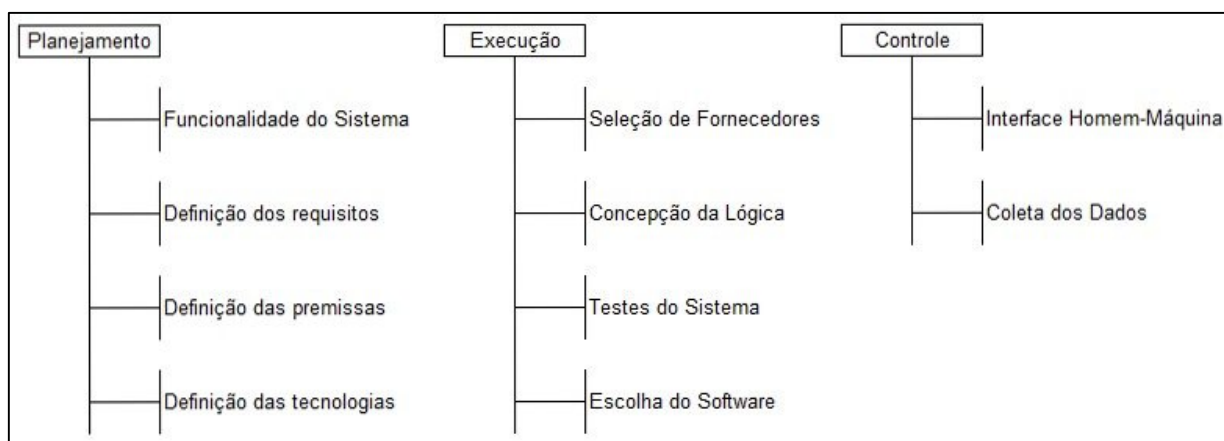 Planejamento
Funcionalidade do Sistema
Definição dos requisitos
Definição das premissas
Definição das tecnologias
Execução
Seleção de Fornecedores
Concepção da Lógica
Testes do Sistema
Escolha do Software
Controle
Interface Homem-Máquina
Coleta dos Dados